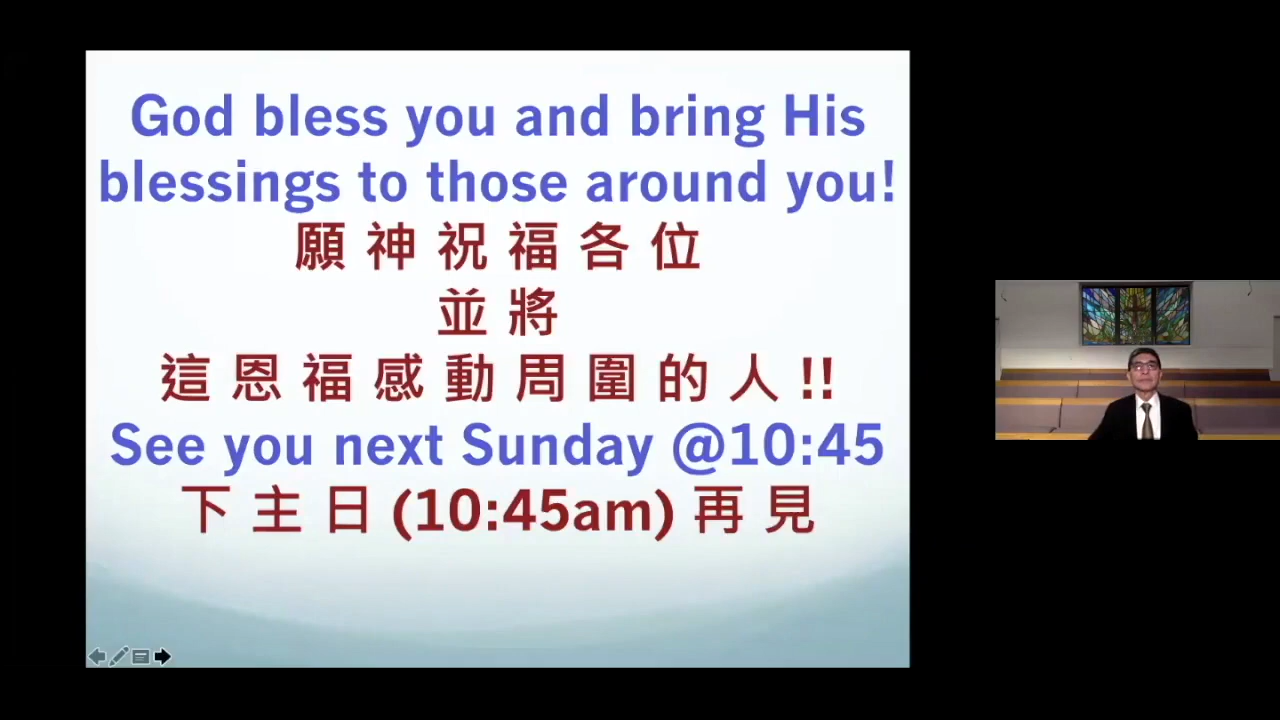 God bless you and bring His
blessings to those around you!
願神祝福各位
並將
這恩福感動周圍的人!!
See you next Sunday @10:45
下主日(10:45am)再見